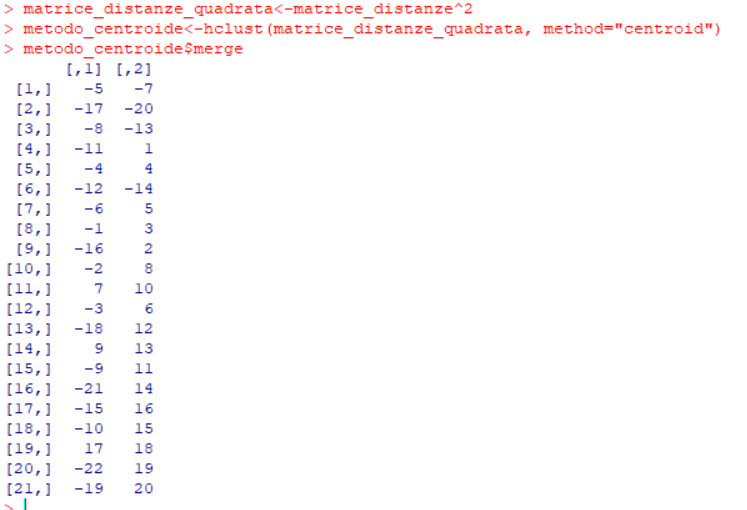 > matrice_distanze_quadrata<-matrice_distanze^2
> metodo_centroide<-hclust(matrice_distanze_quadrata, method="centroid")
> metodo_centroide$merge
      [,1] [,2]
 [1,]   -5   -7
 [2,]  -17  -20
 [3,]   -8  -13
 [4,]  -11    1
 [5,]   -4    4
 [6,]  -12  -14
 [7,]   -6    5
 [8,]   -1    3
 [9,]  -16    2
[10,]   -2    8
[11,]    7   10
[12,]   -3    6
[13,]  -18   12
[14,]    9   13
[15,]   -9   11
[16,]  -21   14
[17,]  -15   16
[18,]  -10   15
[19,]   17   18
[20,]  -22   19
[21,]  -19   20
> |